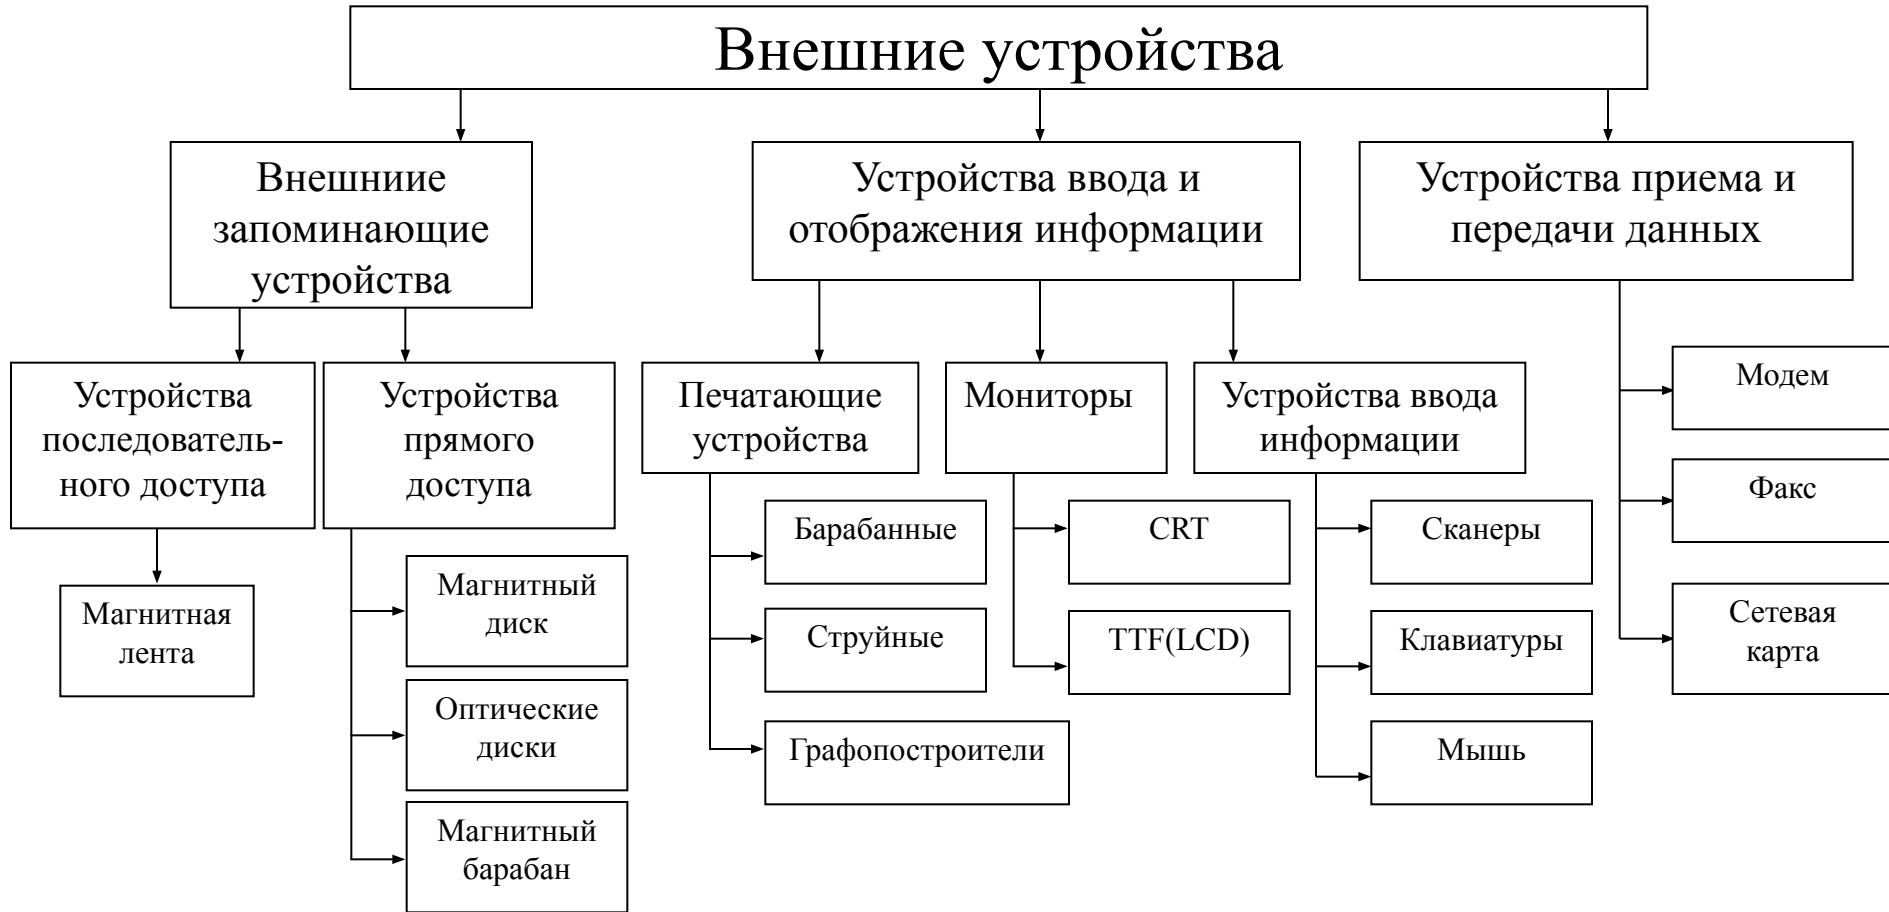 Внешние устройства
Внешниие
запоминающие
устройства
Устройства ввода и
отображения информации
Устройства приема и
передачи данных
Устройства
последователь-
ного доступа
Устройства
прямого
доступа
Печатающие
устройства
Мониторы
Устройства ввода
информации
Модем
Факс
Сетевая
карта
Магнитная
лента
Магнитный
диск
Оптические
диски
Магнитный
барабан
Барабанные
Струйные
Графопостроители
CRT
TTF(LCD)
Сканеры
Клавиатуры
Мышь